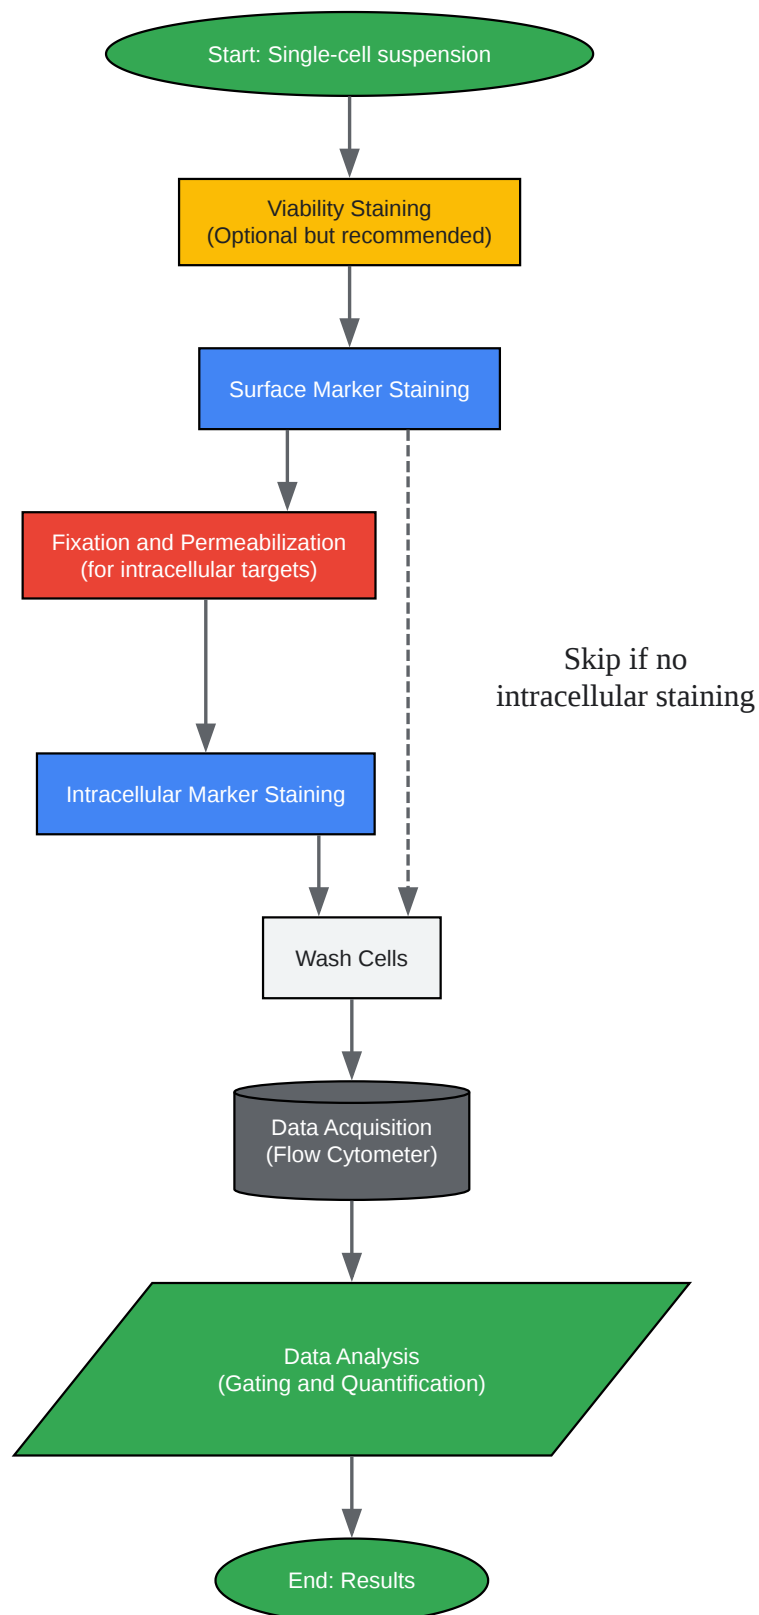 Start: Single-cell suspension
Viability Staining
(Optional but recommended)
Surface Marker Staining
Fixation and Permeabilization
(for intracellular targets)
Skip if no
intracellular staining
Intracellular Marker Staining
Wash Cells
Data Acquisition
(Flow Cytometer)
Data Analysis
(Gating and Quantification)
End: Results